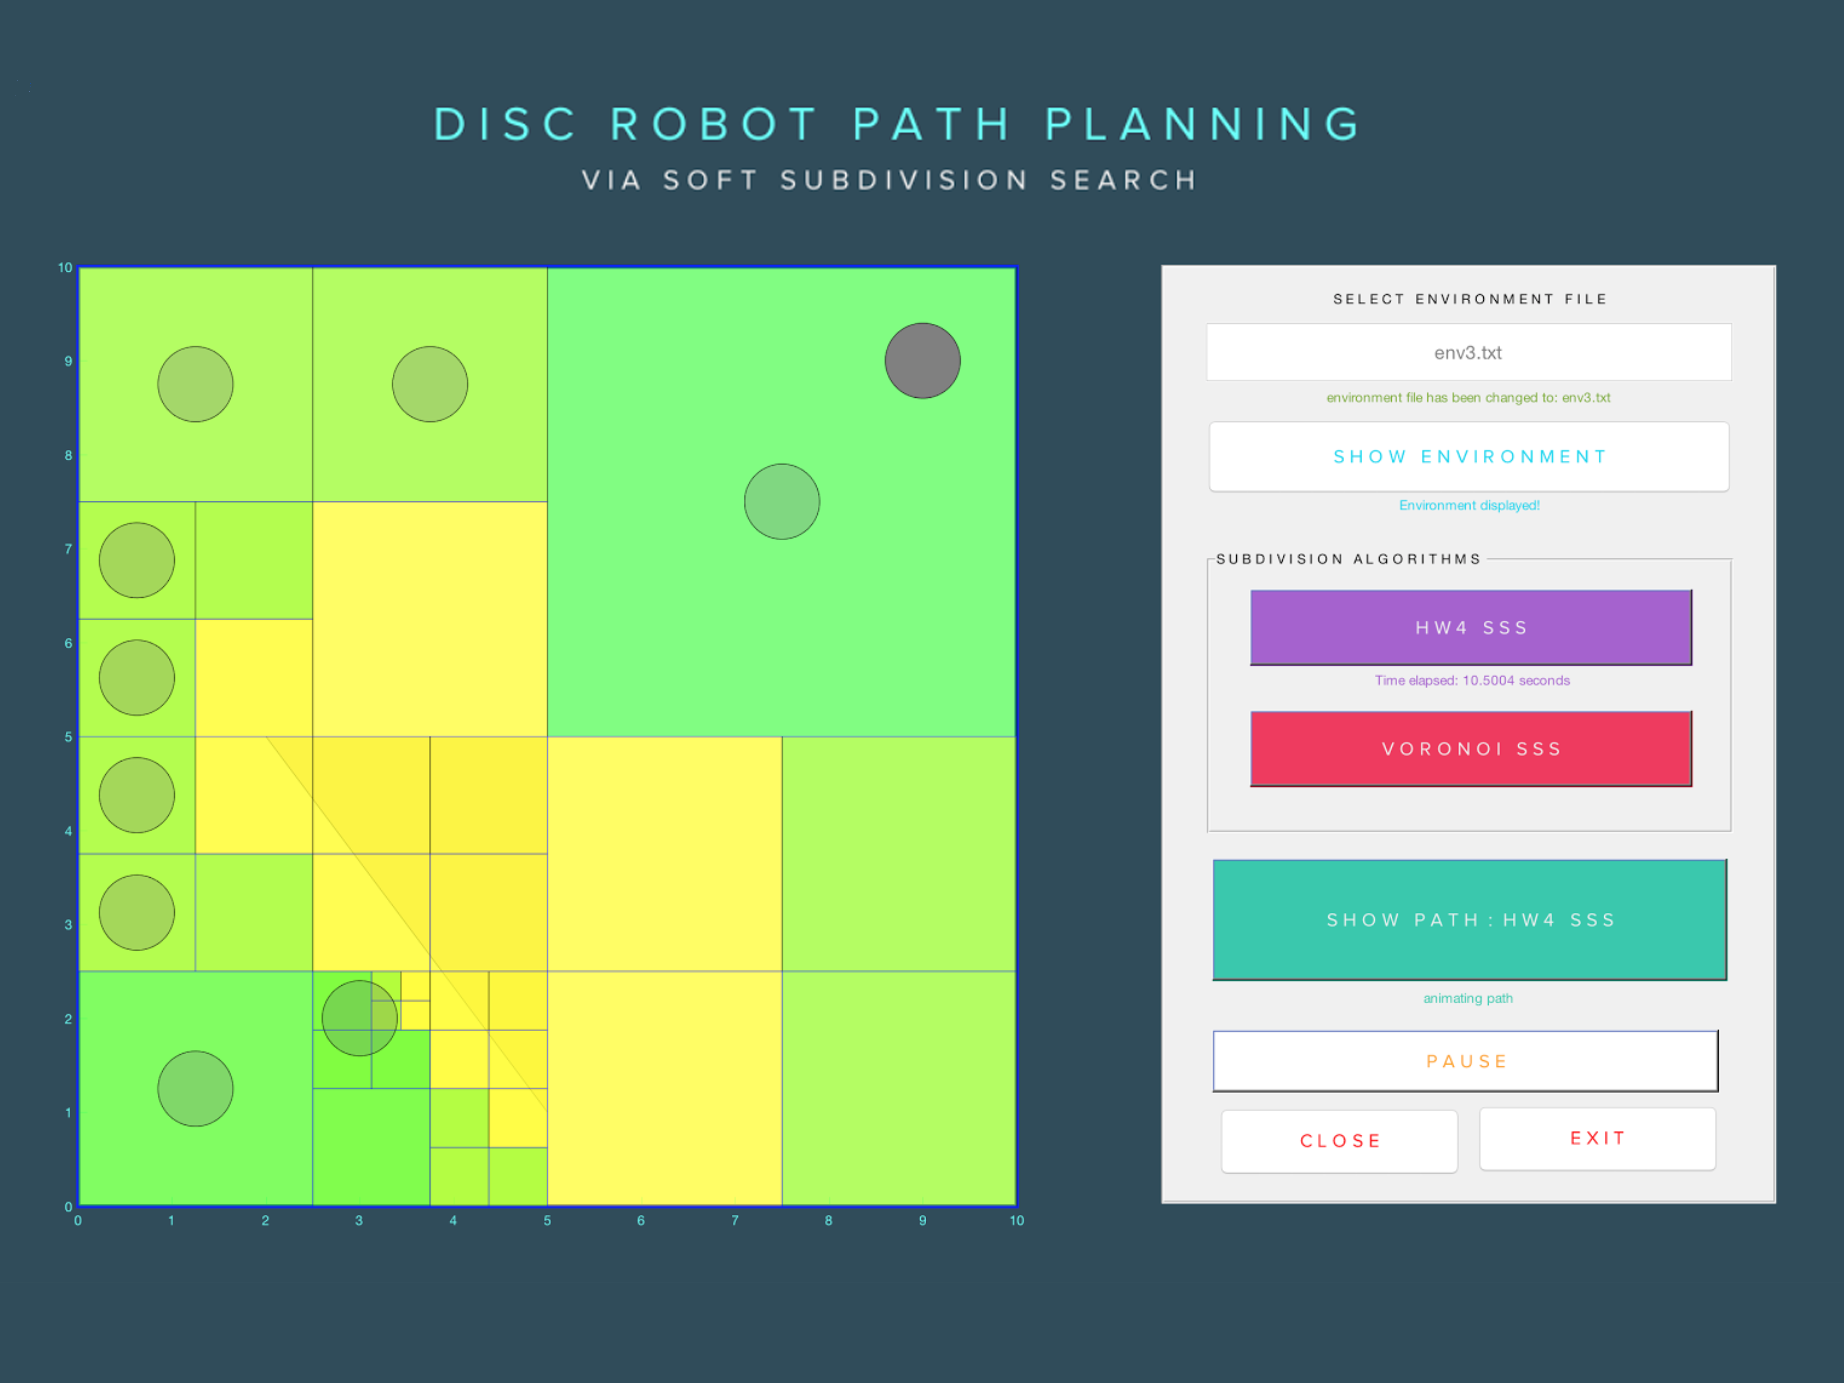 DISC ROBOT PATH PLANNING
VIA SOFT SUBDIVISION SEARCH
10
9
8
7
6
5
4
3
2
1
0
0 1 2 3 4 5 6 7 8 9 10
SELECT ENVIRONMENT FILE
env3.txt
environment file has been changed to: env3.txt
SHOW ENVIRONMENT
Environment displayed!
SUBDIVISION ALGORITHMS
HW4 SSS
Time elapsed: 10.5004 seconds
VORONOI SSS
SHOW PATH : HW4 SSS
animating path
PAUSE
CLOSE
EXIT